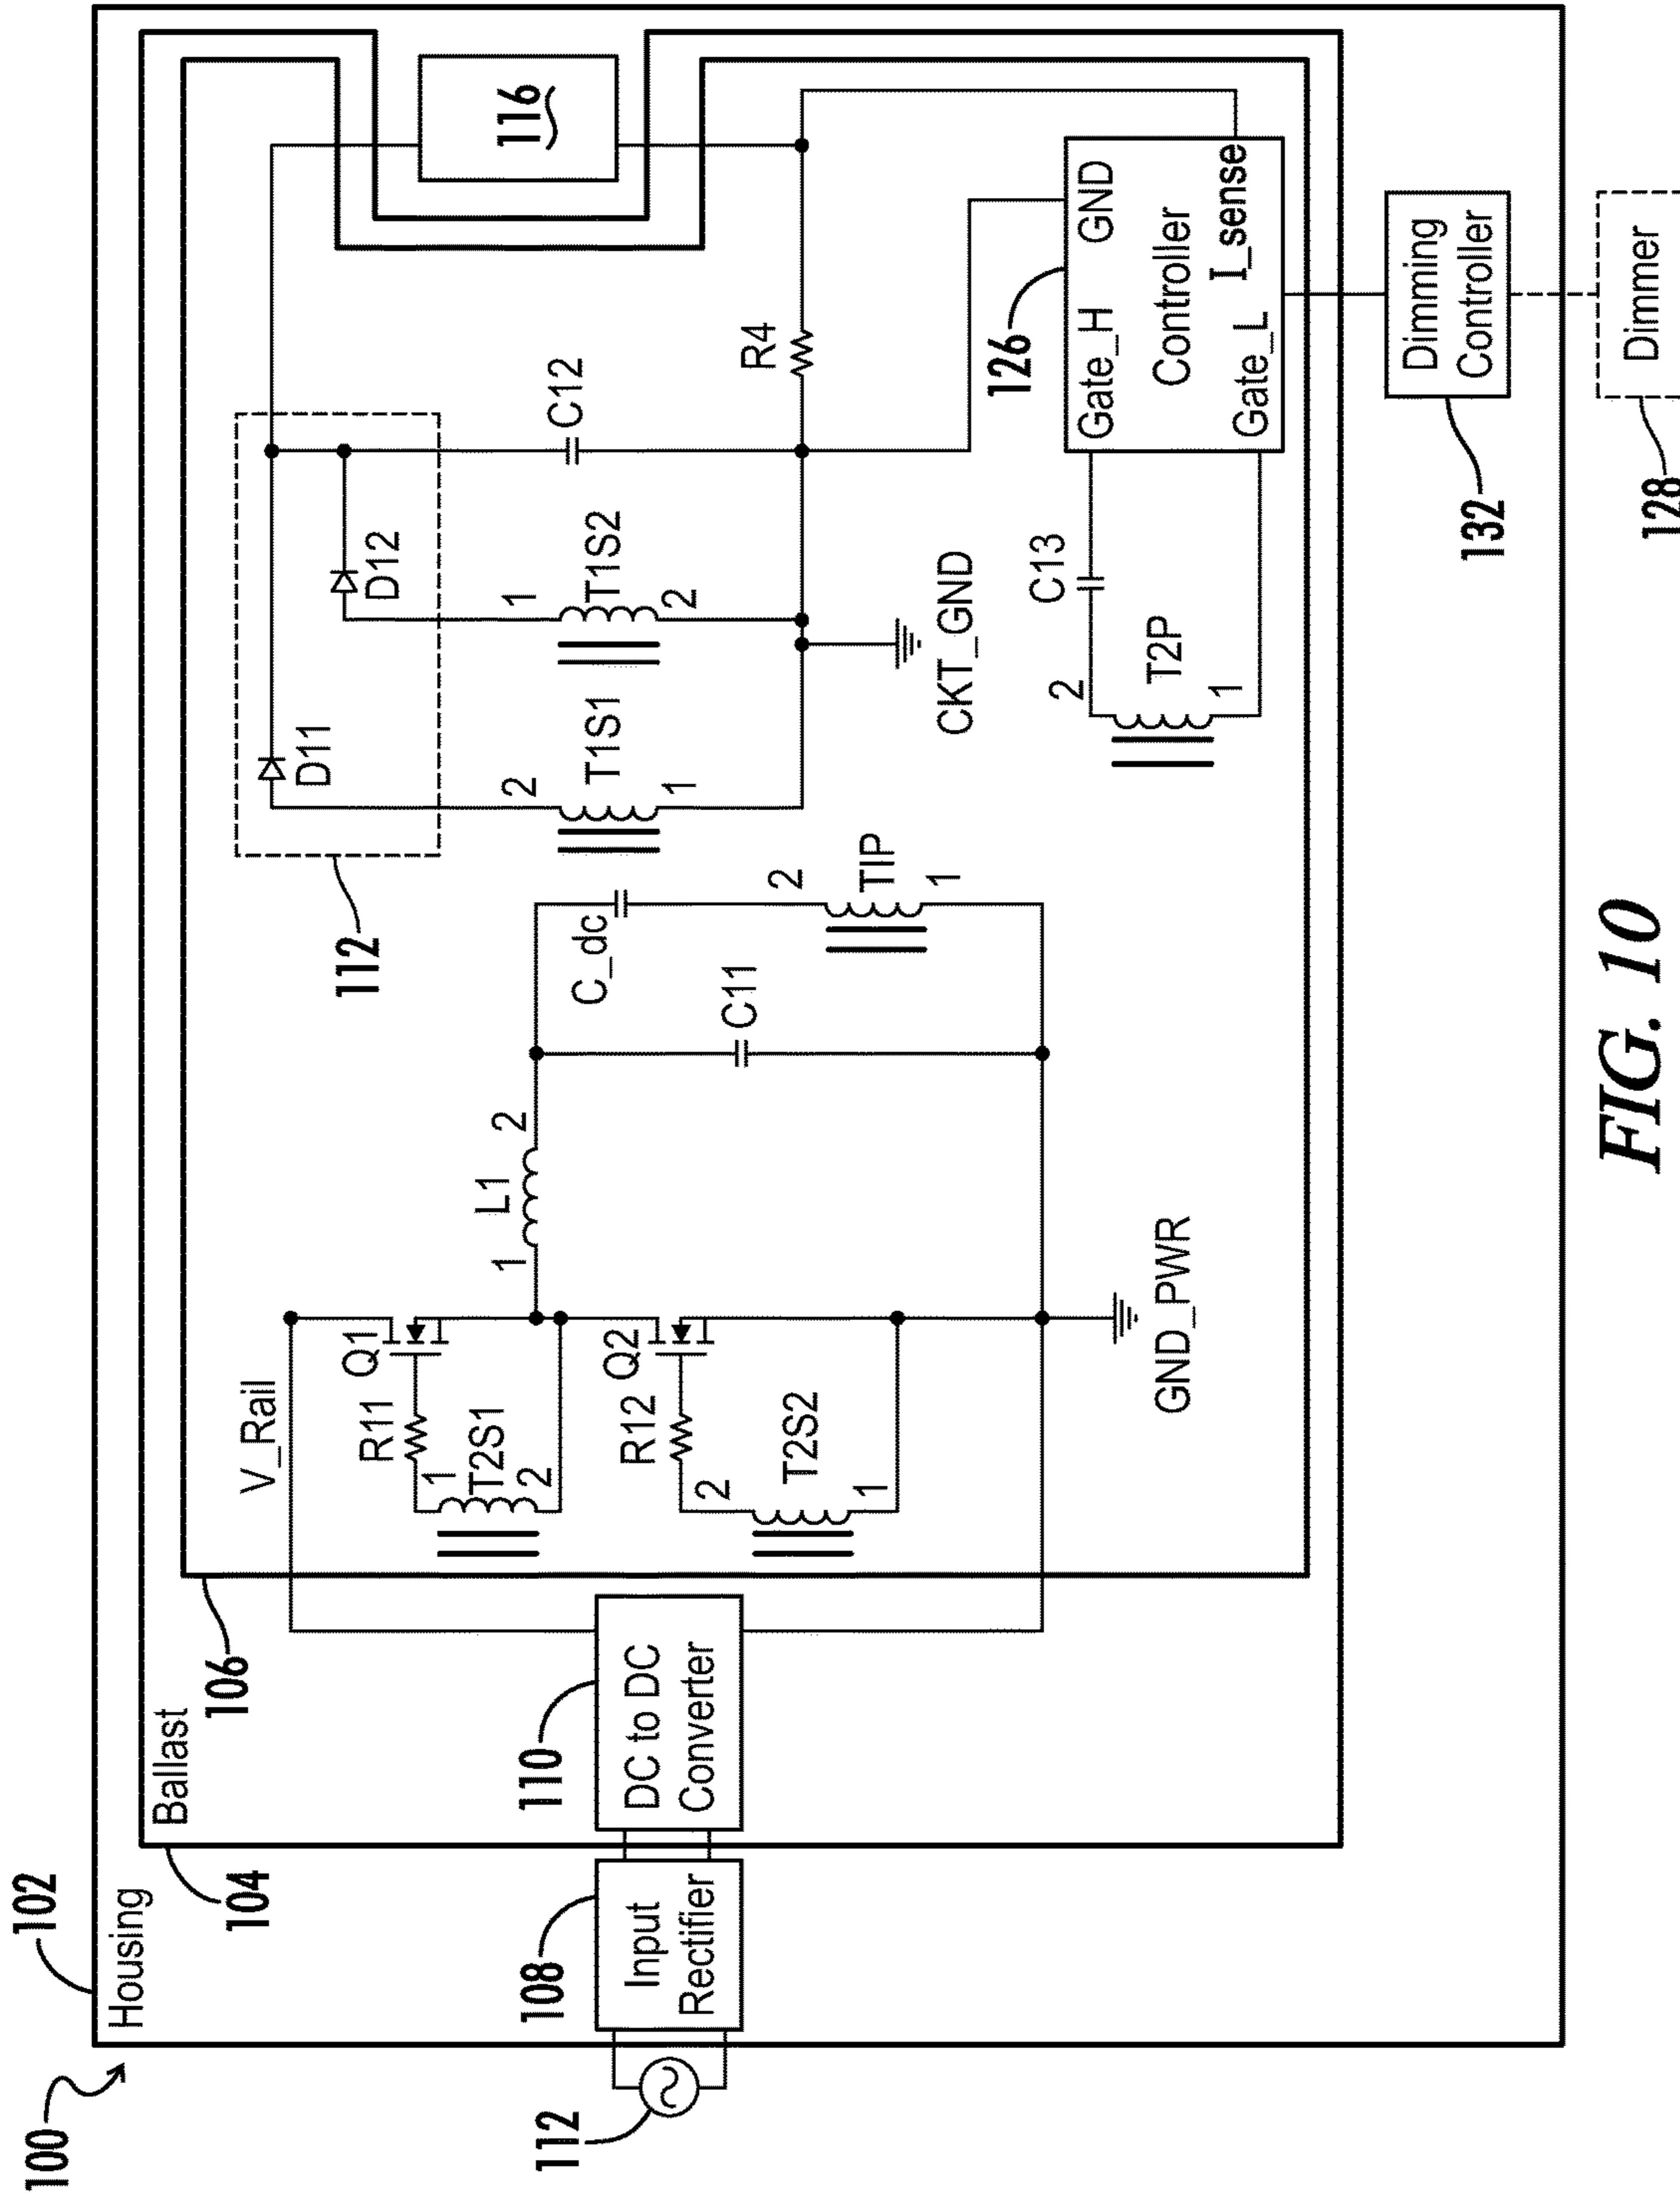 100
102
Housing
104
Ballast
106
112
108
Input
Rectifier
110
DC to DC
Converter
V_Rail
Q1
R11
1
T2S1
2
Q2
R12
2
T2S2
1
GND_PWR
1
L1
2
C11
C_dc
2
TIP
1
112
D11
D12
2
T1S1
1
1
T1S2
2
CKT_GND
C12
R4
116
C13
2
T2P
1
126
Gate_H
GND
Controller
Gate_L
I_sense
132
Dimming
Controller
128
Dimmer
FIG. 10